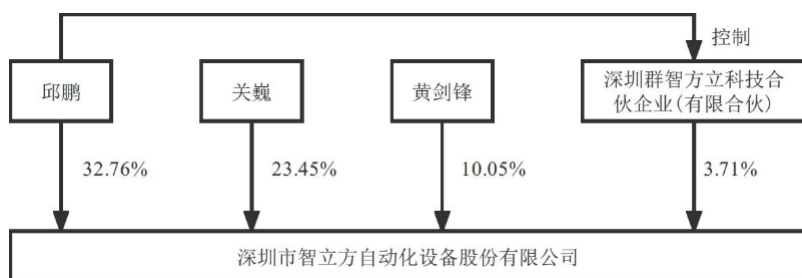 控制
邱鹏
关巍
黄剑锋
深圳群智方立科技合
伙企业(有限合伙)
32.76%
23.45%
10.05%
3.71%
深圳市智立方自动化设备股份有限公司